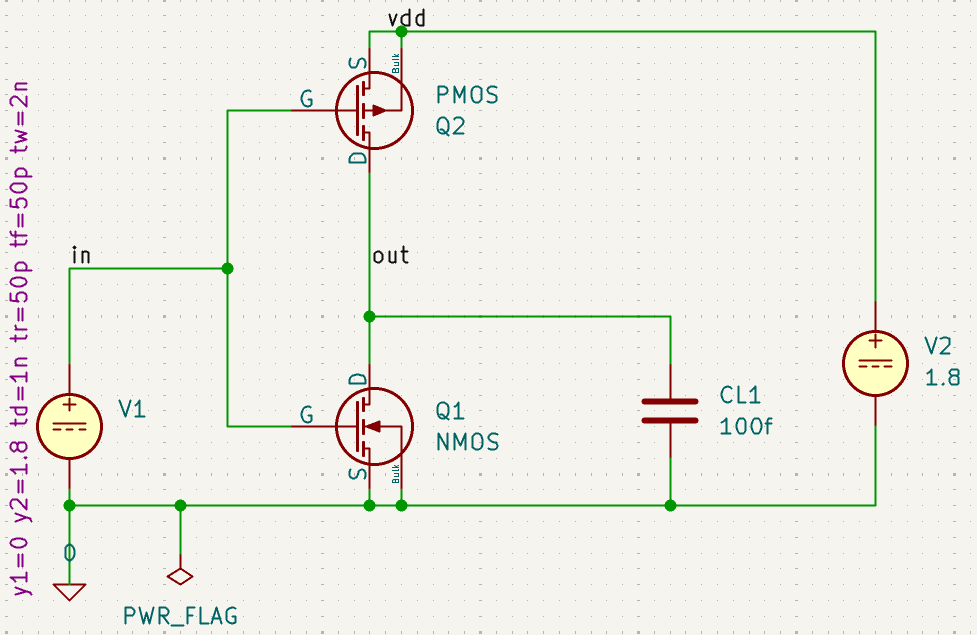 vdd
S
Bulk
G
PMOS
Q2
D
y1=0 y2=1.8 td=1n tr=50p tf=50p tw=2n
in
out
V2
1.8
D
V1
G
Q1
NMOS
CL1
100f
S
Bulk
0
PWR_FLAG